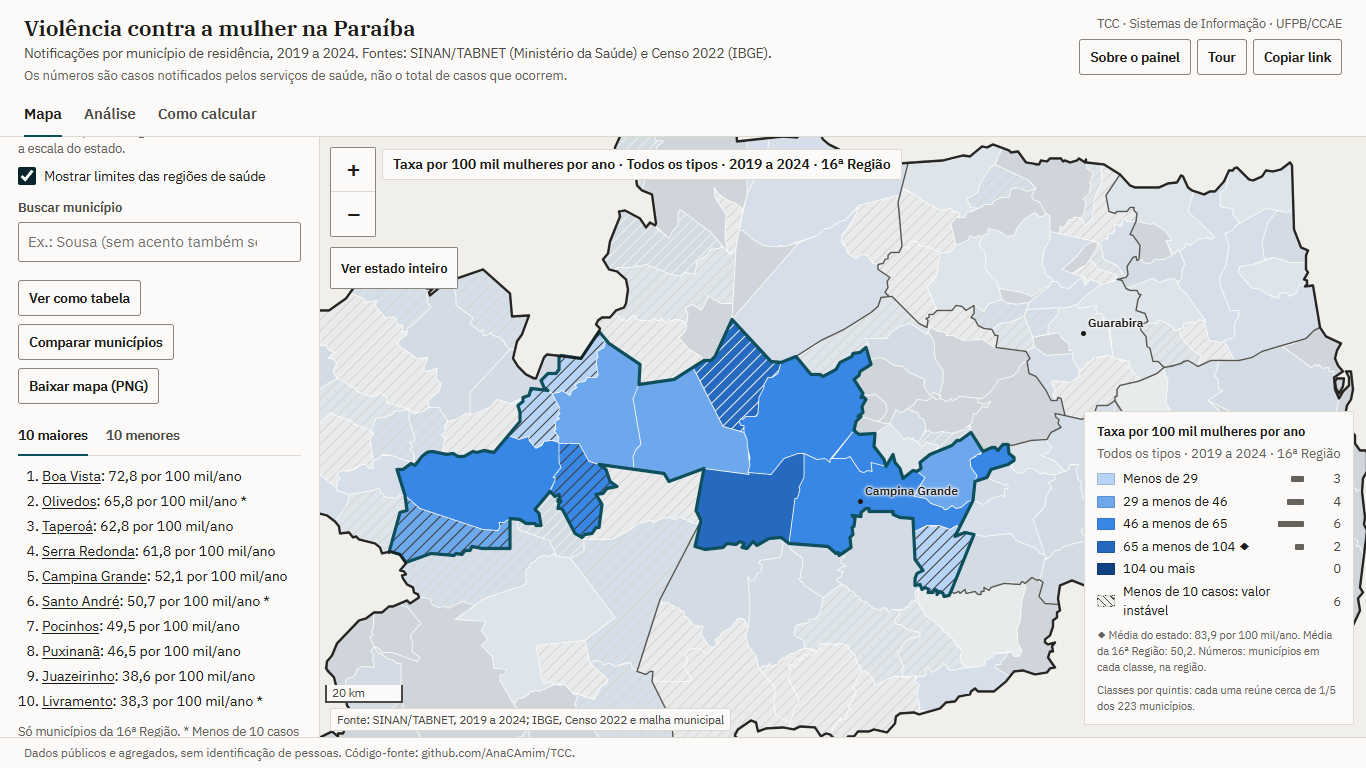 Violência contra a mulher na Paraíba
Notificações por município de residência, 2019 a 2024. Fontes: SINAN/TABNET (Ministério da Saúde) e Censo 2022 (IBGE).
Os números são casos notificados pelos serviços de saúde, não o total de casos que ocorrem.
TCC · Sistemas de Informação · UFPB/CCAE
Sobre o painel
Tour
Copiar link
Mapa
Análise
Como calcular
a escala do estado.
Mostrar limites das regiões de saúde
Buscar município
Ex.: Sousa (sem acento também se
Ver como tabela
Comparar municípios
Baixar mapa (PNG)
10 maiores
10 menores
1. Boa Vista: 72,8 por 100 mil/ano
2. Olivedos: 65,8 por 100 mil/ano *
3. Taperoá: 62,8 por 100 mil/ano
4. Serra Redonda: 61,8 por 100 mil/ano
5. Campina Grande: 52,1 por 100 mil/ano
6. Santo André: 50,7 por 100 mil/ano *
7. Pocinhos: 49,5 por 100 mil/ano
8. Puxinanã: 46,5 por 100 mil/ano
9. Juazeirinho: 38,6 por 100 mil/ano
10. Livramento: 38,3 por 100 mil/ano *
Só municípios da 16ª Região. * Menos de 10 casos
+
−
Taxa por 100 mil mulheres por ano · Todos os tipos · 2019 a 2024 · 16ª Região
Ver estado inteiro
Guarabira
Campina Grande
20 km
Fonte: SINAN/TABNET, 2019 a 2024; IBGE, Censo 2022 e malha municipal
Taxa por 100 mil mulheres por ano
Todos os tipos · 2019 a 2024 · 16ª Região
Menos de 29 3
29 a menos de 46 4
46 a menos de 65 6
65 a menos de 104 ◆ 2
104 ou mais 0
Menos de 10 casos: valor
instável 6
◆ Média do estado: 83,9 por 100 mil/ano. Média
da 16ª Região: 50,2. Números: municípios em
cada classe, na região.
Classes por quintis: cada uma reúne cerca de 1/5
dos 223 municípios.
Dados públicos e agregados, sem identificação de pessoas. Código-fonte: github.com/AnaCAmim/TCC.